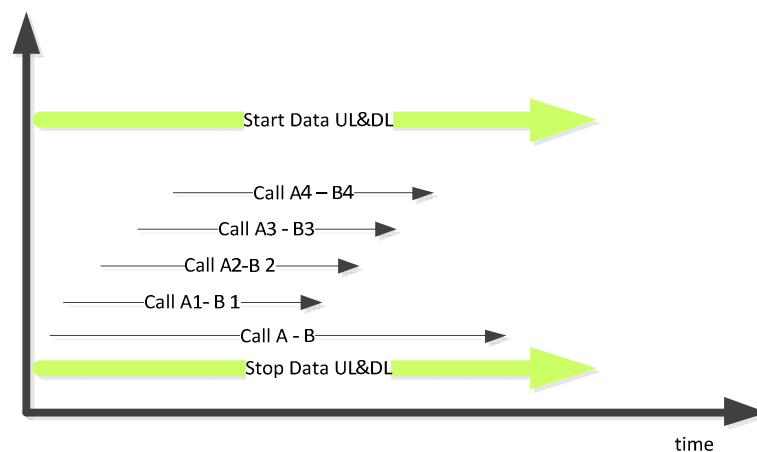 Start Data UL&DL
Call A4 – B4
Call A3 - B3
Call A2-B 2
Call A1- B 1
Call A - B
Stop Data UL&DL
time